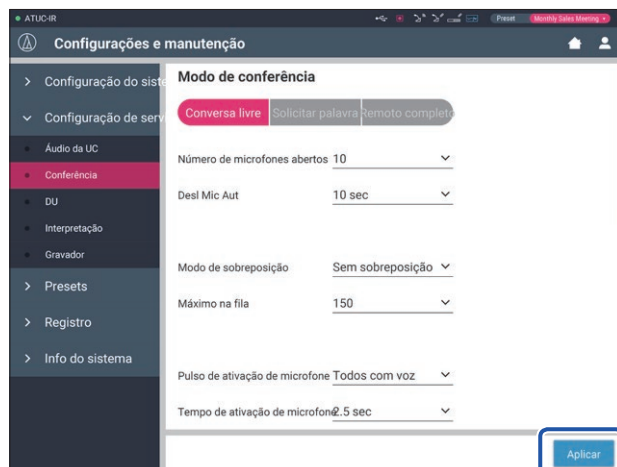 ATUC-IR
Preset
Monthly Sales Meeting
Configurações e manutenção
Configuração do siste
Configuração de serv
Áudio da UC
Conferência
DU
Interpretação
Gravador
Presets
Registro
Info do sistema
Modo de conferência
Conversa livre Solicitar palavra Remoto completo
Número de microfones abertos 10
Desl Mic Aut 10 sec
Modo de sobreposição Sem sobreposição
Máximo na fila 150
Pulso de ativação de microfone Todos com voz
Tempo de ativação de microfone 2.5 sec
Aplicar